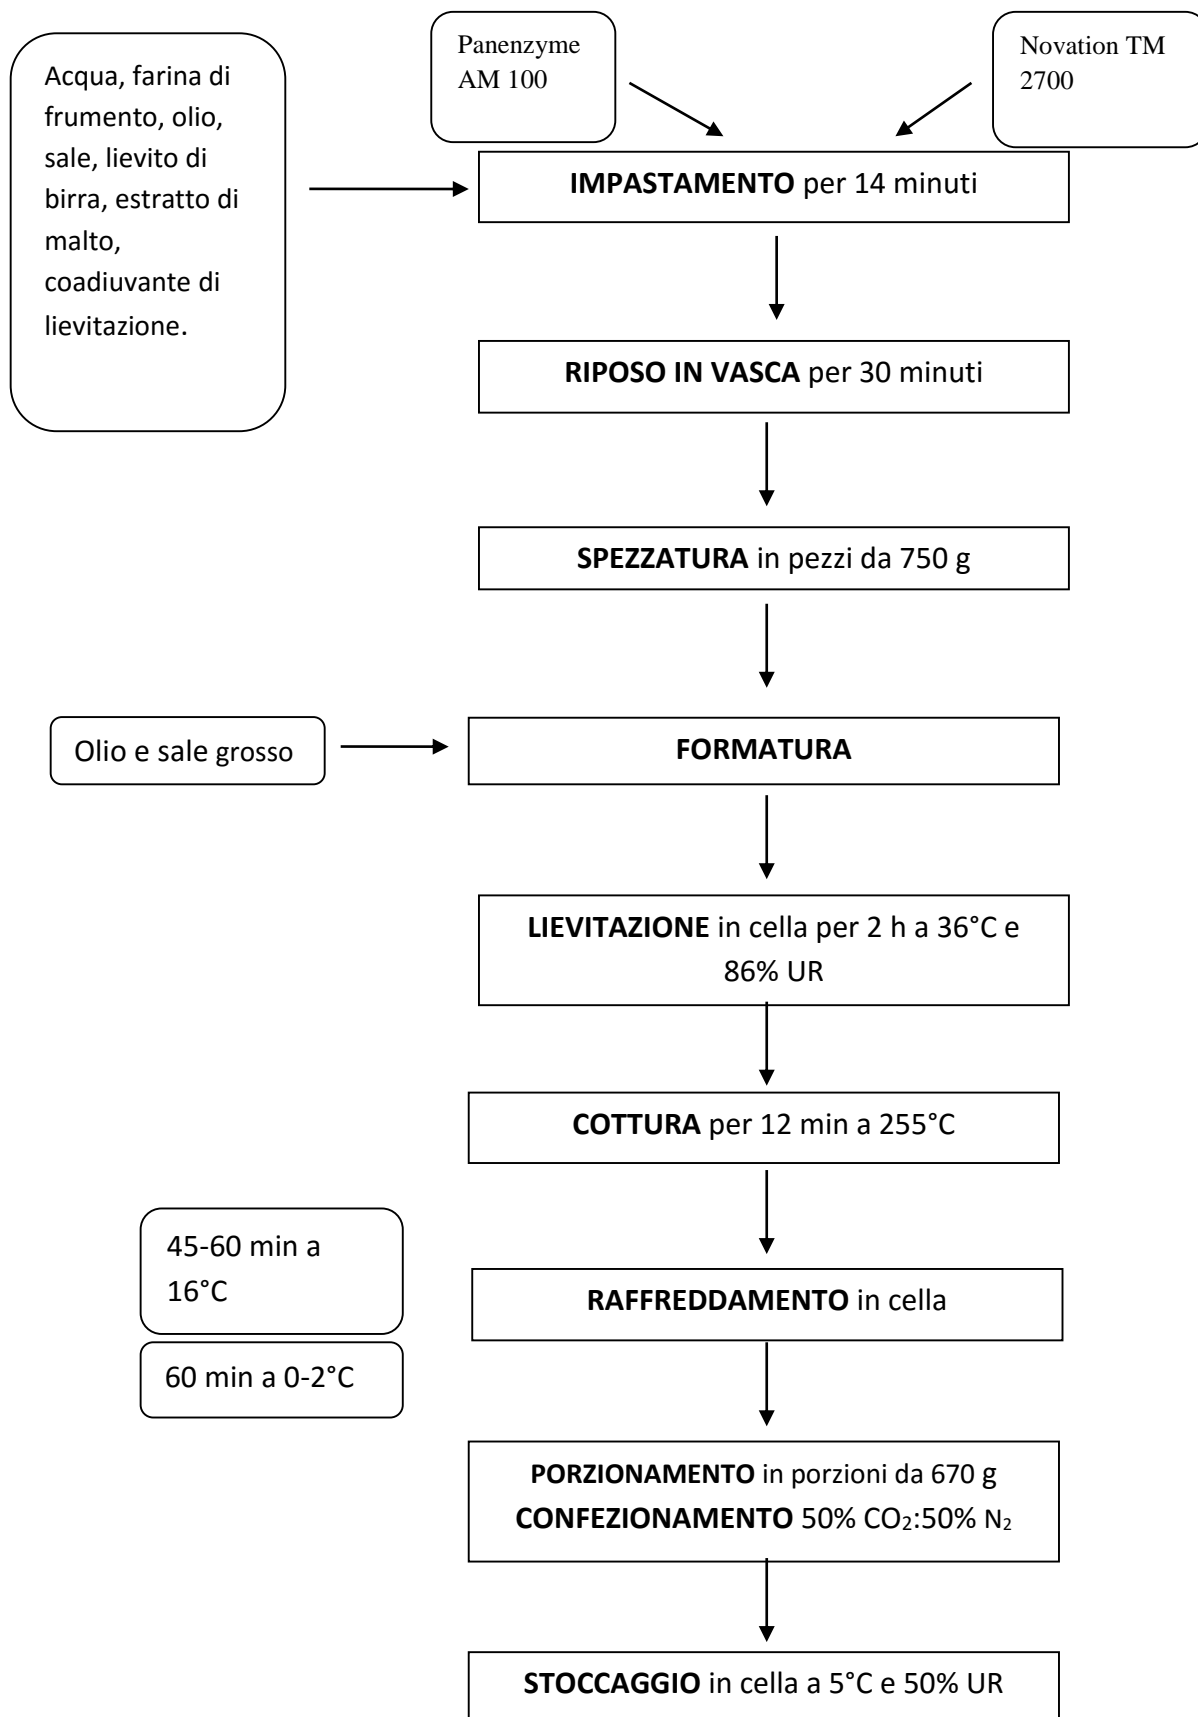 Acqua, farina di
frumento, olio,
sale, lievito di
birra, estratto di
malto,
coadiuvante di
lievitazione.
Panenzyme
AM 100
Novation TM
2700
IMPASTAMENTO per 14 minuti
RIPOSO IN VASCA per 30 minuti
SPEZZATURA in pezzi da 750 g
Olio e sale grosso
FORMATURA
LIEVITAZIONE in cella per 2 h a 36°C e
86% UR
COTTURA per 12 min a 255°C
45-60 min a
16°C
60 min a 0-2°C
RAFFREDDAMENTO in cella
PORZIONAMENTO in porzioni da 670 g
CONFEZIONAMENTO 50% CO₂:50% N₂
STOCCAGGIO in cella a 5°C e 50% UR